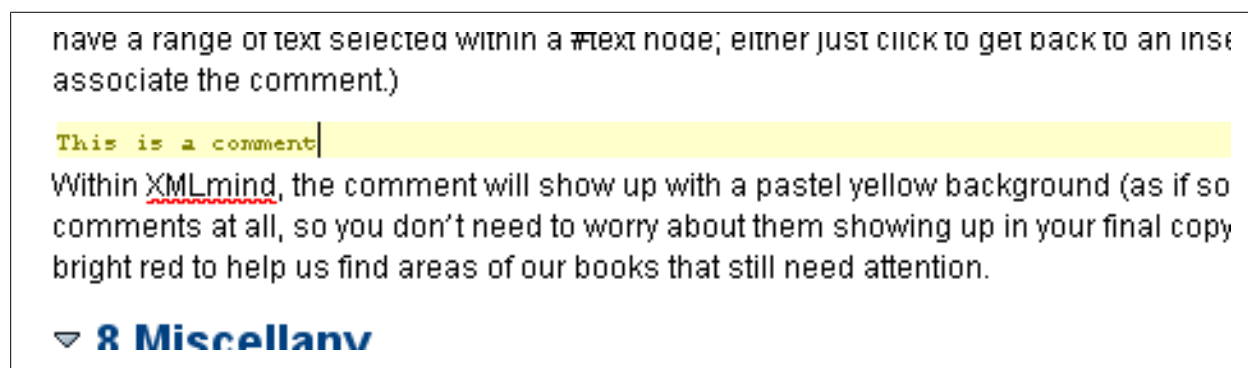 have a range of text selected within a #text node; either just click to get back to an inse
associate the comment.)
This is a comment
Within XMLmind, the comment will show up with a pastel yellow background (as if so
comments at all, so you don't need to worry about them showing up in your final copy
bright red to help us find areas of our books that still need attention.
8 Miscellany